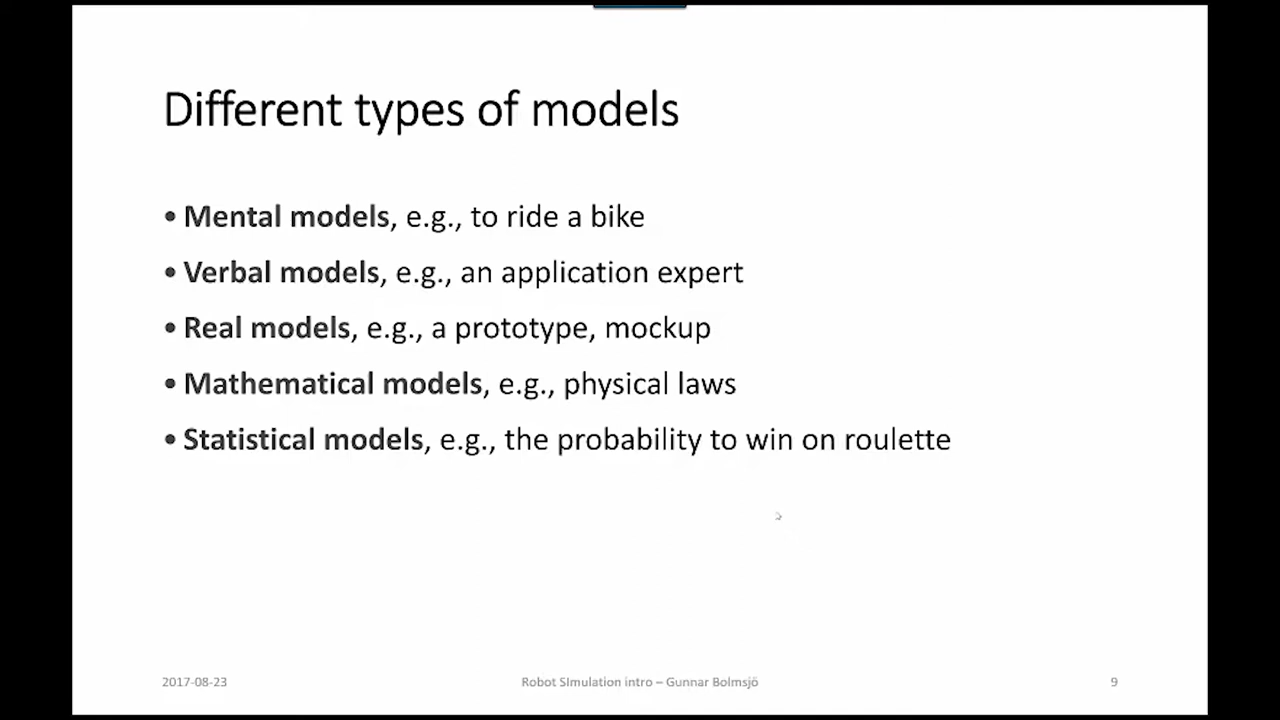 Different types of models
• Mental models, e.g., to ride a bike
• Verbal models, e.g., an application expert
• Real models, e.g., a prototype, mockup
• Mathematical models, e.g., physical laws
• Statistical models, e.g., the probability to win on roulette
2017-08-23
Robot SImulation intro – Gunnar Bolmsjö
9